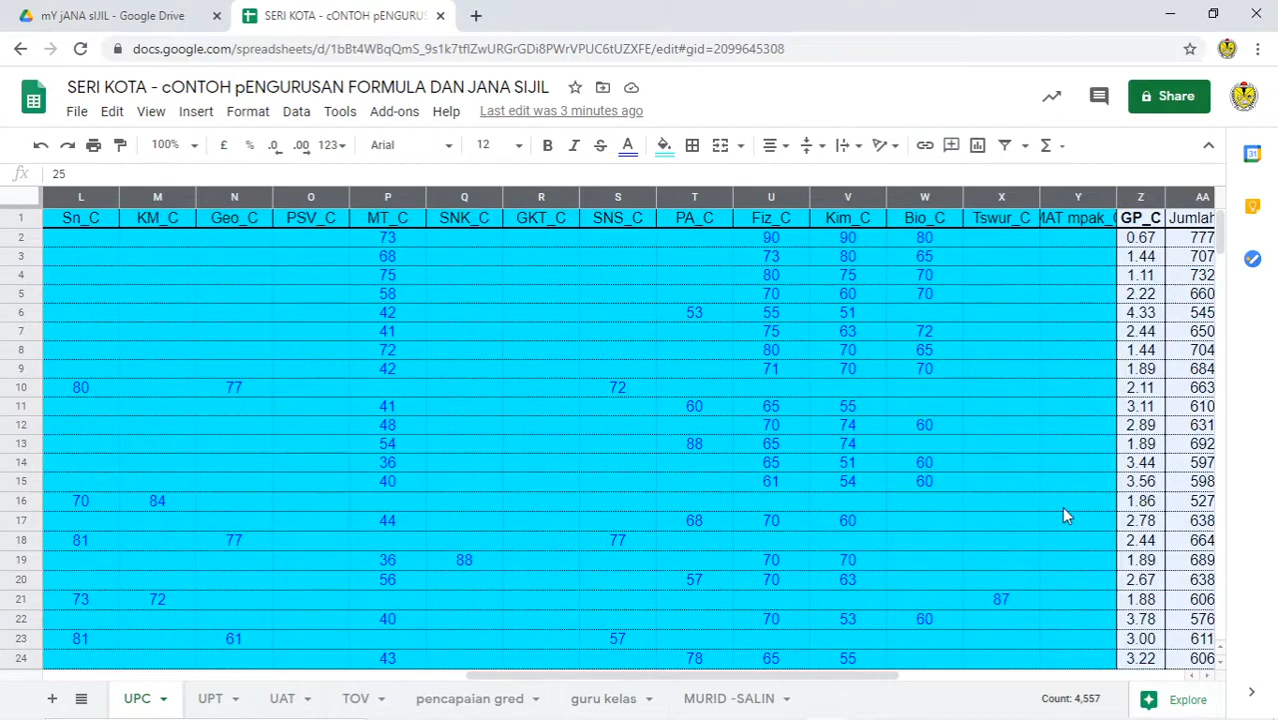 mY jANA sIJIL - Google Drive
SERI KOTA - cONTOH pENGURUS
docs.google.com/spreadsheets/d/1bBt4WBqQmS_9s1k7tflZwURGrGDi8PWrVPUC6tUZXFE/edit#gid=2099645308
SERI KOTA - cONTOH pENGURUSAN FORMULA DAN JANA SIJIL
File Edit View Insert Format Data Tools Add-ons Help Last edit was 3 minutes ago
Share
100% £ % .0 .00 123 Arial 12 B I S A
fx 25
L M N O P Q R S T U V W X Y Z AA
1 Sn_C KM_C Geo_C PSV_C MT_C SNK_C GKT_C SNS_C PA_C Fiz_C Kim_C Bio_C Tswur_C MAT mpak_C GP_C Jumlah
2 73 90 90 80 0.67 777
3 68 73 80 65 1.44 707
4 75 80 75 70 1.11 732
5 58 70 60 70 2.22 660
6 42 53 55 51 4.33 545
7 41 75 63 72 2.44 650
8 72 80 70 65 1.44 704
9 42 71 70 70 1.89 684
10 80 77 72 2.11 663
11 41 60 65 55 3.11 610
12 48 70 74 60 2.89 631
13 54 88 65 74 1.89 692
14 36 65 51 60 3.44 597
15 40 61 54 60 3.56 598
16 70 84 1.86 527
17 44 68 70 60 2.78 638
18 81 77 77 2.44 664
19 36 88 70 70 1.89 689
20 56 57 70 63 2.67 638
21 73 72 87 1.88 606
22 40 70 53 60 3.78 576
23 81 61 57 3.00 611
24 43 78 65 55 3.22 606
UPC UPT UAT TOV pencapaian gred guru kelas MURID -SALIN Count: 4,557 Explore